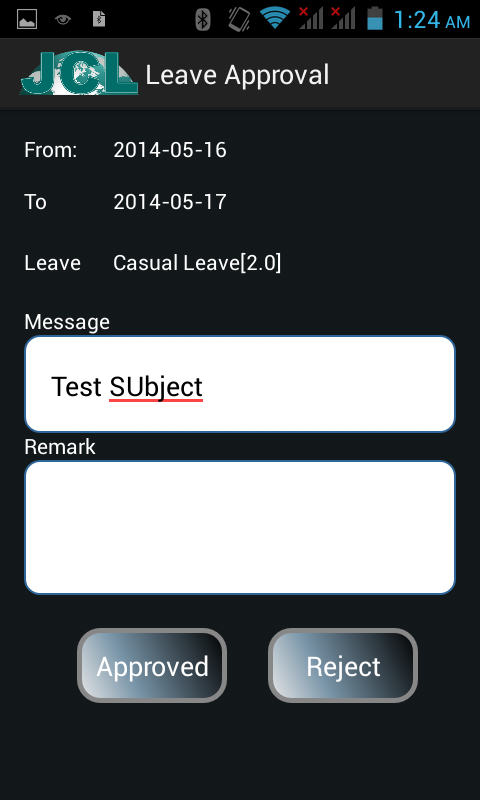 1:24 AM
JCL Leave Approval
From: 2014-05-16
To 2014-05-17
Leave Casual Leave[2.0]
Message
Test SUbject
Remark
Approved Reject